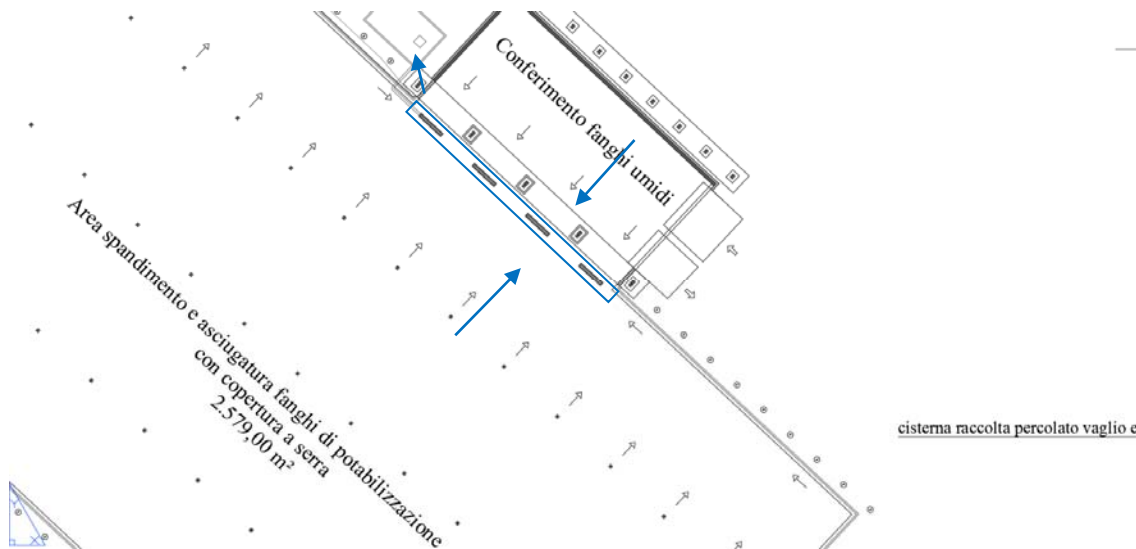 Conferimento fanghi umidi
Area spandimento e asciugatura fanghi di potabilizzazione
con copertura a serra
2.579,00 m²
cisterna raccolta percolato vaglio e